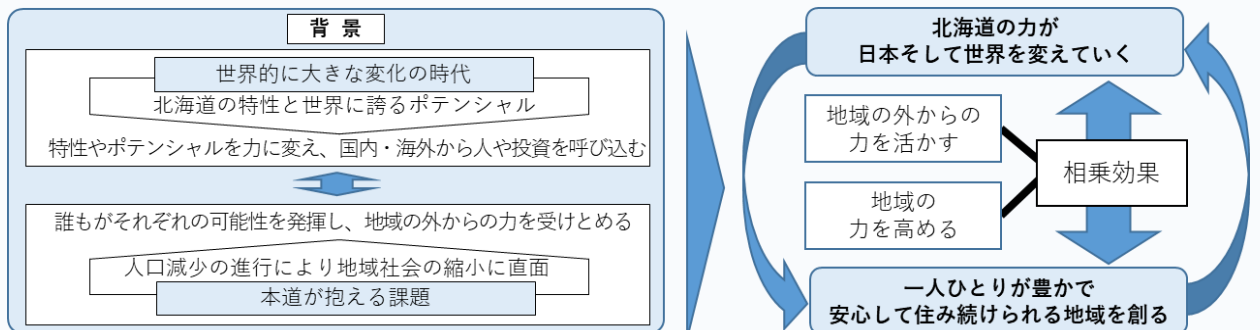 背 景
世界的に大きな変化の時代
北海道の特性と世界に誇るポテンシャル
特性やポテンシャルを力に変え、国内・海外から人や投資を呼び込む
誰もがそれぞれの可能性を発揮し、地域の外からの力を受けとめる
人口減少の進行により地域社会の縮小に直面
本道が抱える課題
北海道の力が
日本そして世界を変えていく
地域の外からの
力を活かす
相乗効果
地域の
力を高める
一人ひとりが豊かで
安心して住み続けられる地域を創る